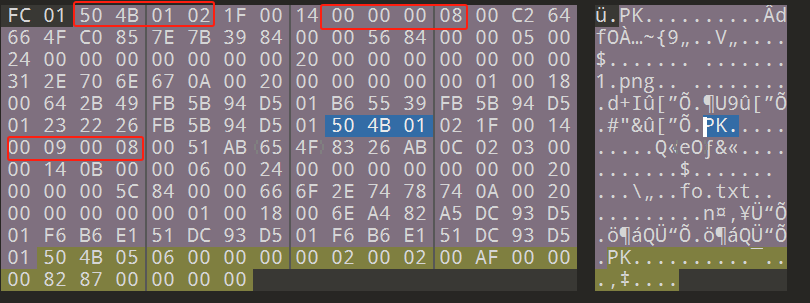 FC 01 50 4B 01 02 1F 00 14 00 00 00 08 00 C2 64 ü.PK..........Âd
66 4F C0 85 7E 7B 39 84 00 00 56 84 00 00 05 00 fOÀ…~{9„..V„....
24 00 00 00 00 00 00 00 20 00 00 00 00 00 00 00 $....... .......
31 2E 70 6E 67 0A 00 20 00 00 00 00 00 01 00 18 1.png.. ........
00 64 2B 49 FB 5B 94 D5 01 B6 55 39 FB 5B 94 D5 .d+Iû[”Õ.¶U9û[”Õ
01 23 22 26 FB 5B 94 D5 01 50 4B 01 02 1F 00 14 .#"&û[”Õ.PK.....
00 09 00 08 00 51 AB 65 4F 83 26 AB 0C 02 03 00 .....Q«eOƒ&«....
00 14 0B 00 00 06 00 24 00 00 00 00 00 00 00 20 .......$.......
00 00 00 5C 84 00 00 66 6F 2E 74 78 74 0A 00 20 ...\„..fo.txt..
00 00 00 00 00 01 00 18 00 6E A4 82 A5 DC 93 D5 .........n¤‚¥Ü“Õ
01 F6 B6 E1 51 DC 93 D5 01 F6 B6 E1 51 DC 93 D5 .ö¶áQÜ“Õ.ö¶áQÜ“Õ
01 50 4B 05 06 00 00 00 00 02 00 02 00 AF 00 00 .PK..........¯..
00 82 87 00 00 00 00 .‚‡....